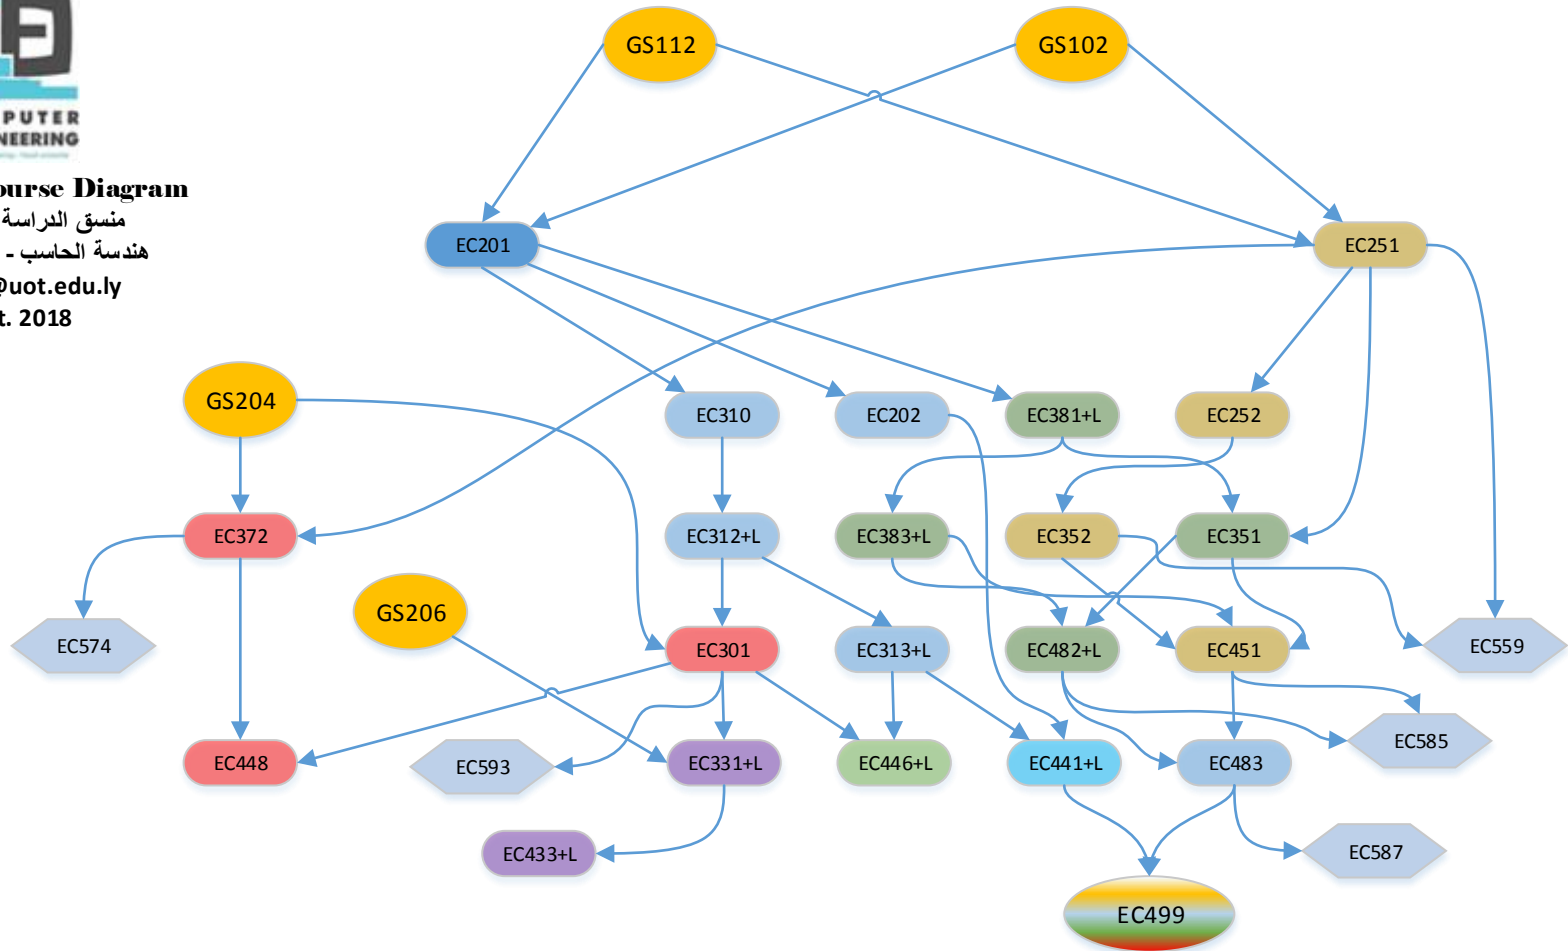 PUTER
NEERING
ourse Diagram
منسق الدراسة
هندسة الحاسب -
@uot.edu.ly
t. 2018
GS112
GS102
EC201
EC251
GS204
EC310
EC202
EC381+L
EC252
EC372
EC312+L
EC383+L
EC352
EC351
GS206
EC574
EC301
EC313+L
EC482+L
EC451
EC559
EC448
EC593
EC331+L
EC446+L
EC441+L
EC483
EC585
EC433+L
EC587
EC499